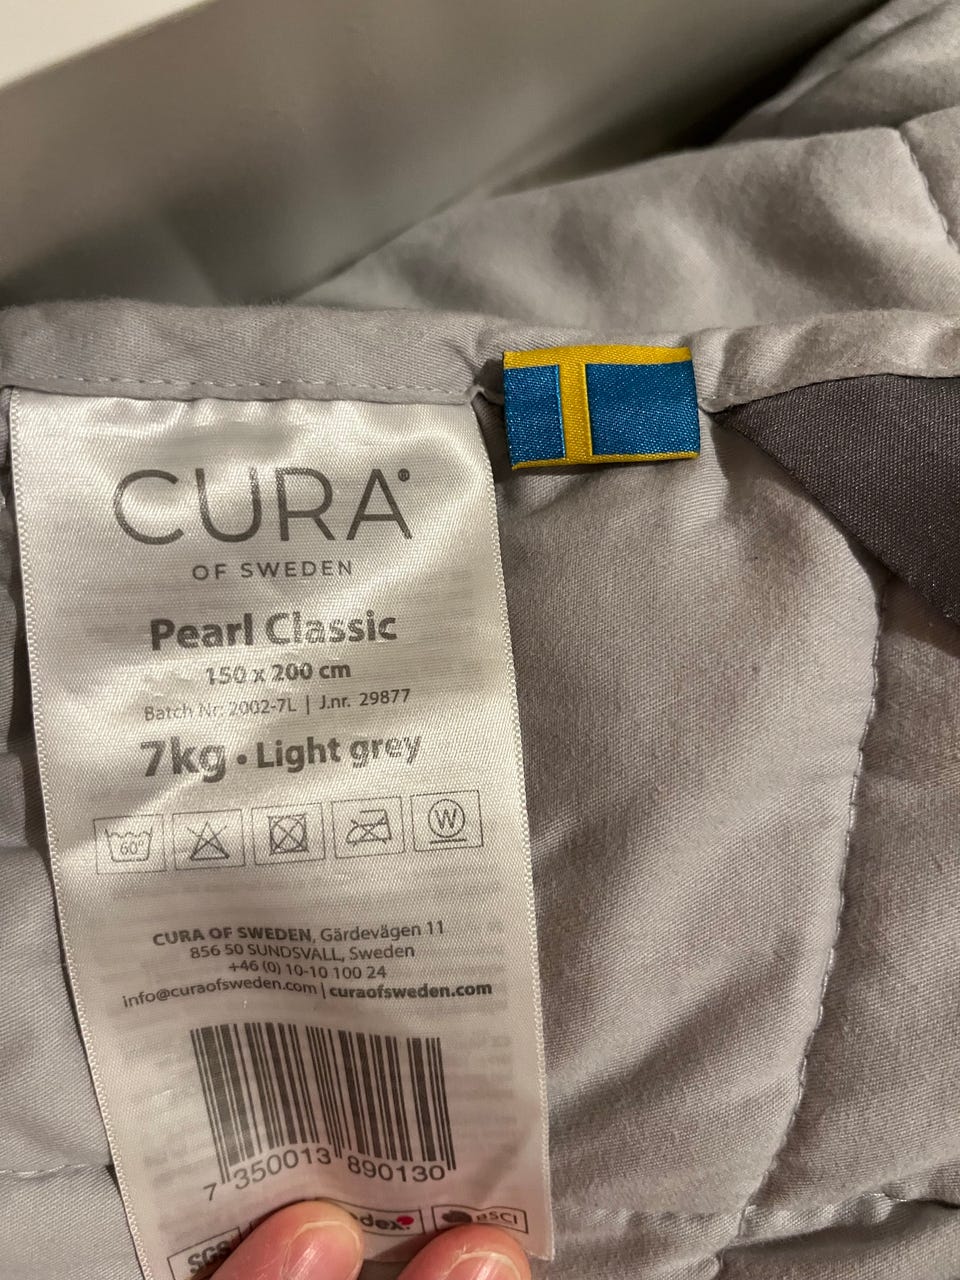 CURA
OF SWEDEN
Pearl Classic
150 x 200 cm
Batch Nr: 2002-7L | J.nr. 29877
7kg • Light grey
60°
W
CURA OF SWEDEN, Gärdevägen 11
856 50 SUNDSVALL, Sweden
+46 (0) 10-10 100 24
info@curaofsweden.com | curaofsweden.com
7 350013 890130
SGS
BSCI